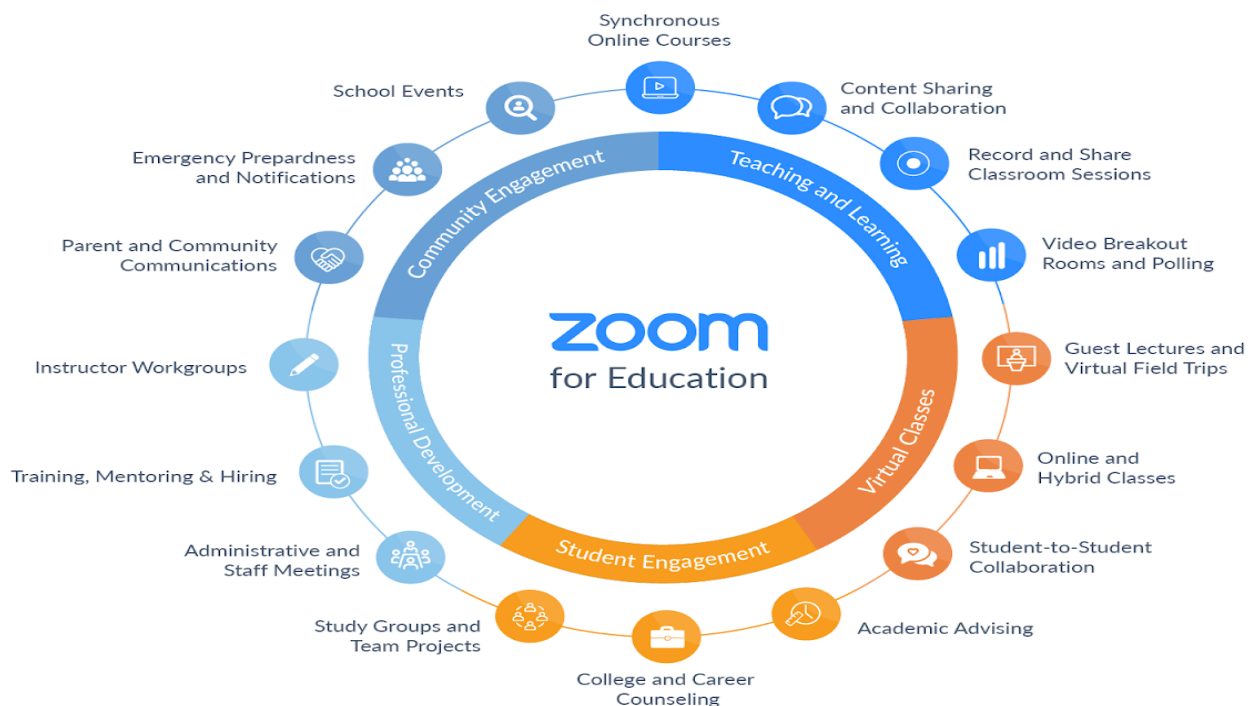 Synchronous
Online Courses
Content Sharing
and Collaboration
Record and Share
Classroom Sessions
Video Breakout
Rooms and Polling
Guest Lectures and
Virtual Field Trips
Online and
Hybrid Classes
Student-to-Student
Collaboration
Academic Advising
College and Career
Counseling
Study Groups and
Team Projects
Administrative and
Staff Meetings
Training, Mentoring & Hiring
Instructor Workgroups
Parent and Community
Communications
Emergency Prepardness
and Notifications
School Events
Teaching and Learning
Virtual Classes
Student Engagement
Professional Development
Community Engagement
zoom
for Education